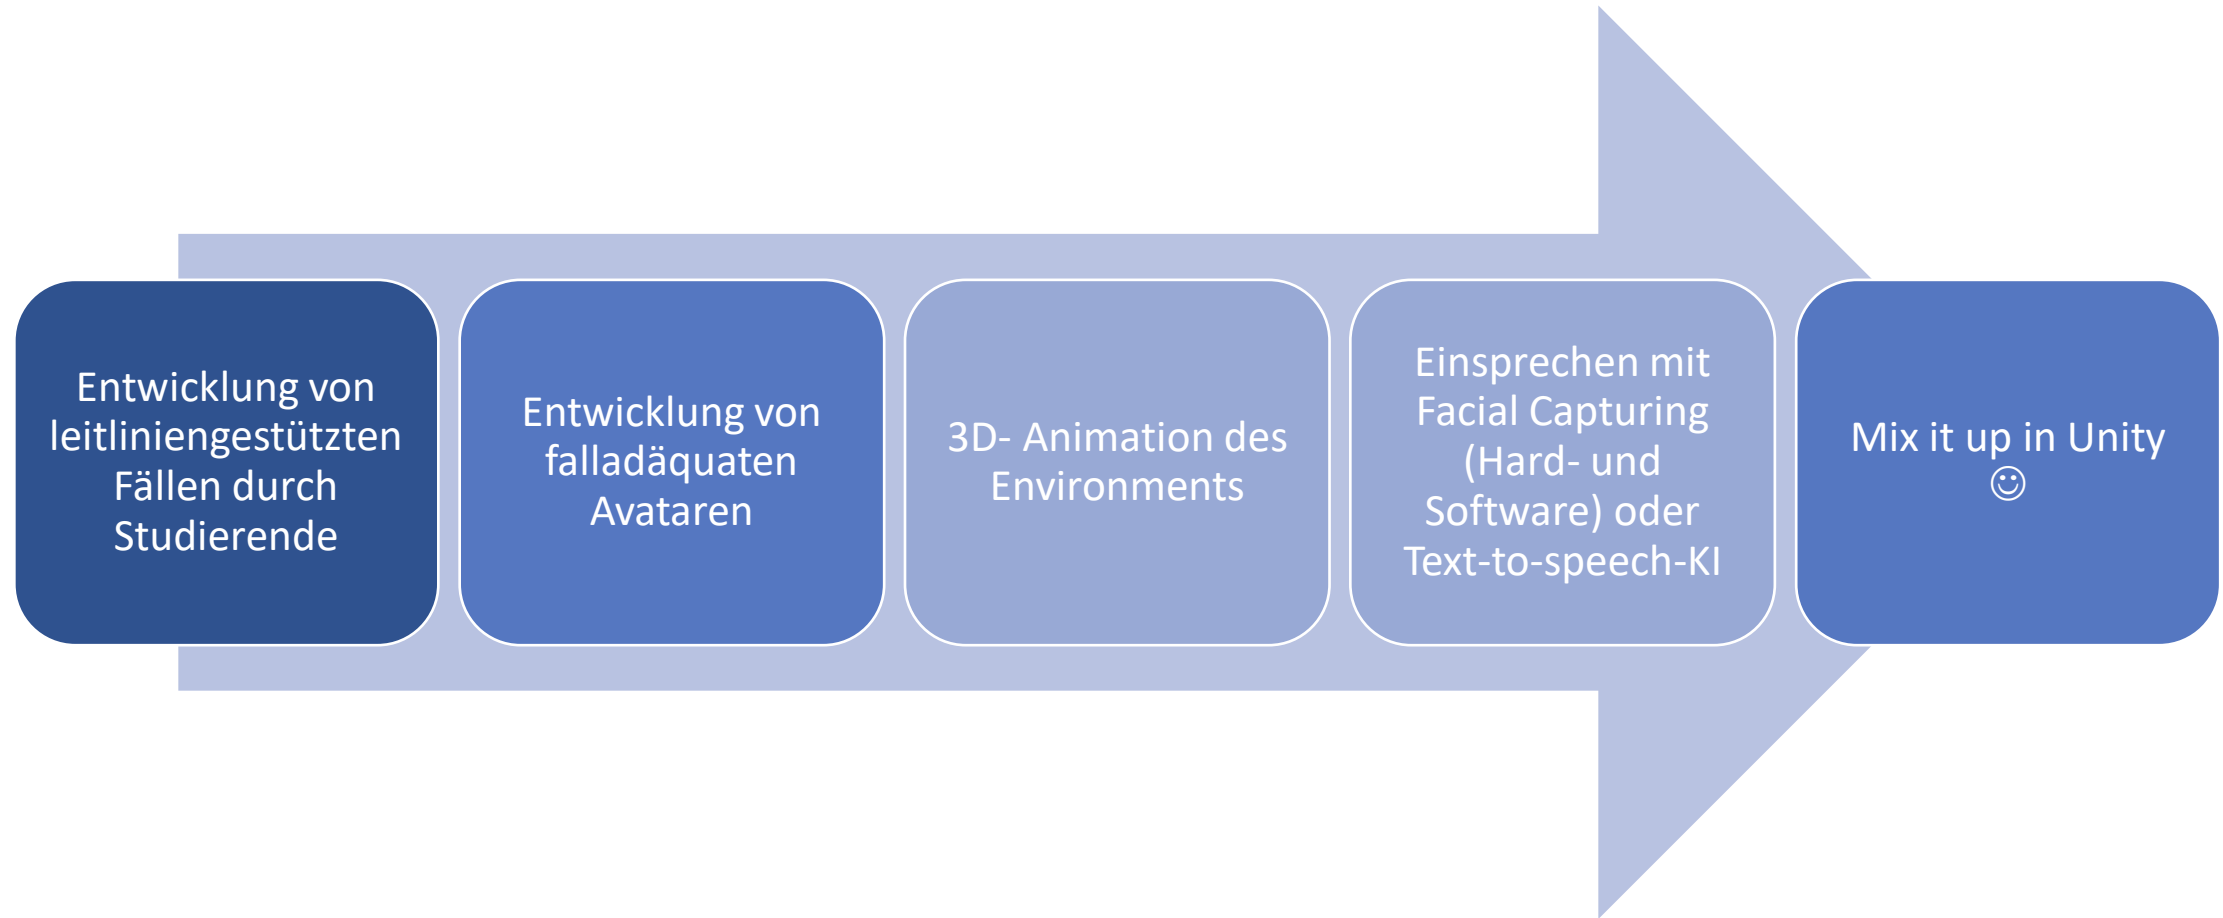 Entwicklung von
leitliniengestützten
Fällen durch
Studierende
Entwicklung von
falladäquaten
Avataren
3D- Animation des
Environments
Einsprechen mit
Facial Capturing
(Hard- und
Software) oder
Text-to-speech-KI
Mix it up in Unity
☺